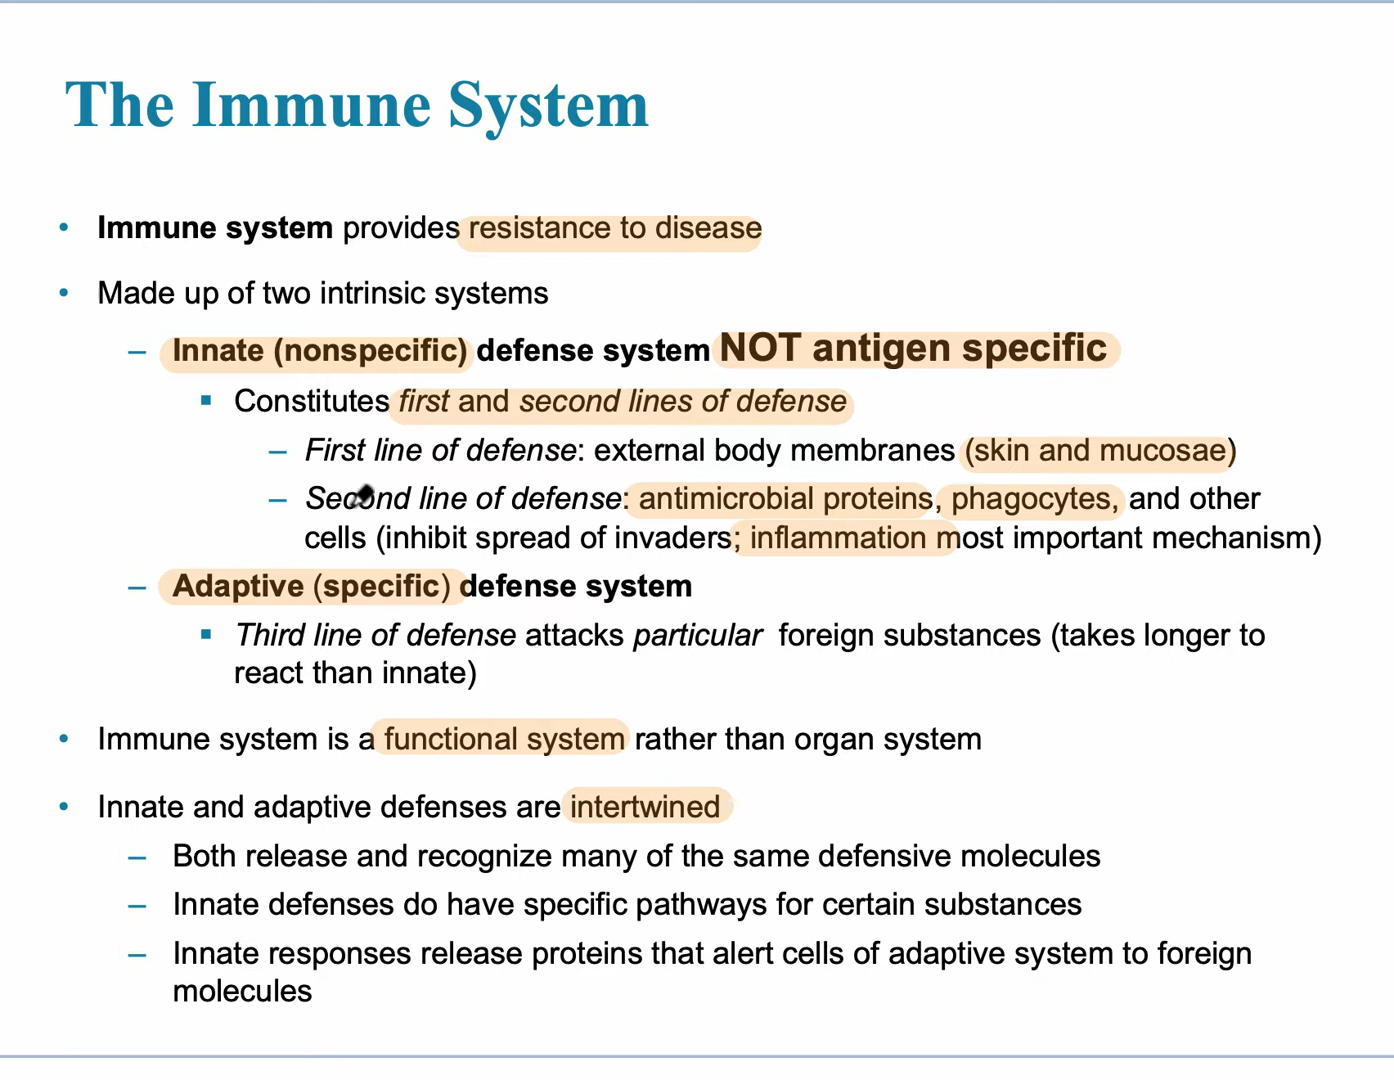 The Immune System
• Immune system provides resistance to disease
• Made up of two intrinsic systems
– Innate (nonspecific) defense system NOT antigen specific
▪ Constitutes first and second lines of defense
– First line of defense: external body membranes (skin and mucosae)
– Second line of defense: antimicrobial proteins, phagocytes, and other
cells (inhibit spread of invaders; inflammation most important mechanism)
– Adaptive (specific) defense system
▪ Third line of defense attacks particular foreign substances (takes longer to
react than innate)
• Immune system is a functional system rather than organ system
• Innate and adaptive defenses are intertwined
– Both release and recognize many of the same defensive molecules
– Innate defenses do have specific pathways for certain substances
– Innate responses release proteins that alert cells of adaptive system to foreign
molecules